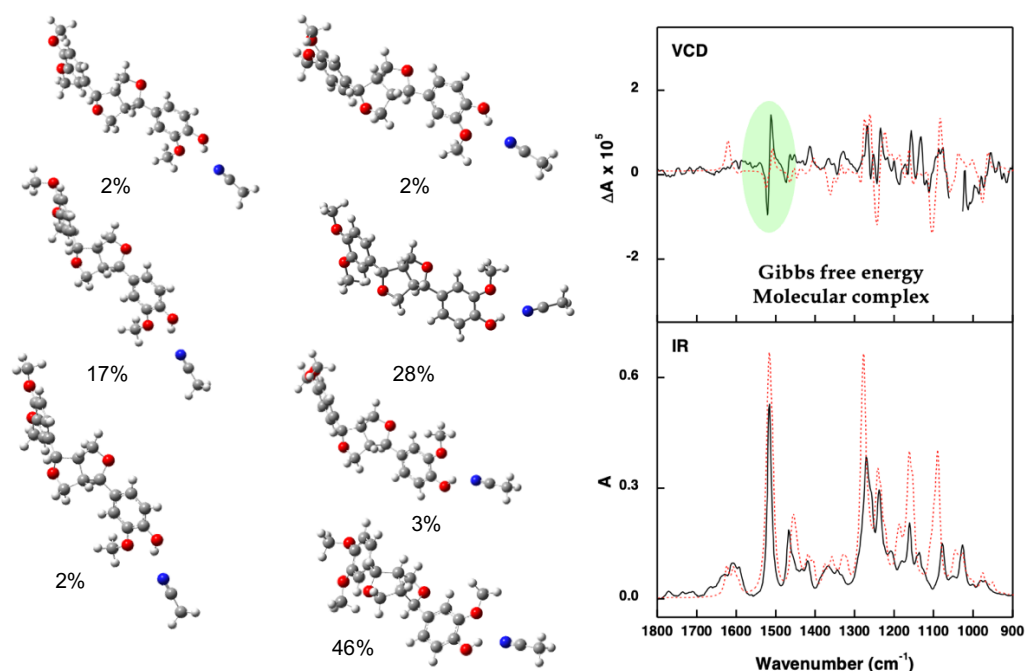 2%
2%
17%
28%
2%
3%
46%
VCD
2
0
-2
ΔA x 10⁵
Gibbs free energy
Molecular complex
IR
0.6
0.3
0.0
A
1800 1700 1600 1500 1400 1300 1200 1100 1000 900
Wavenumber (cm⁻¹)